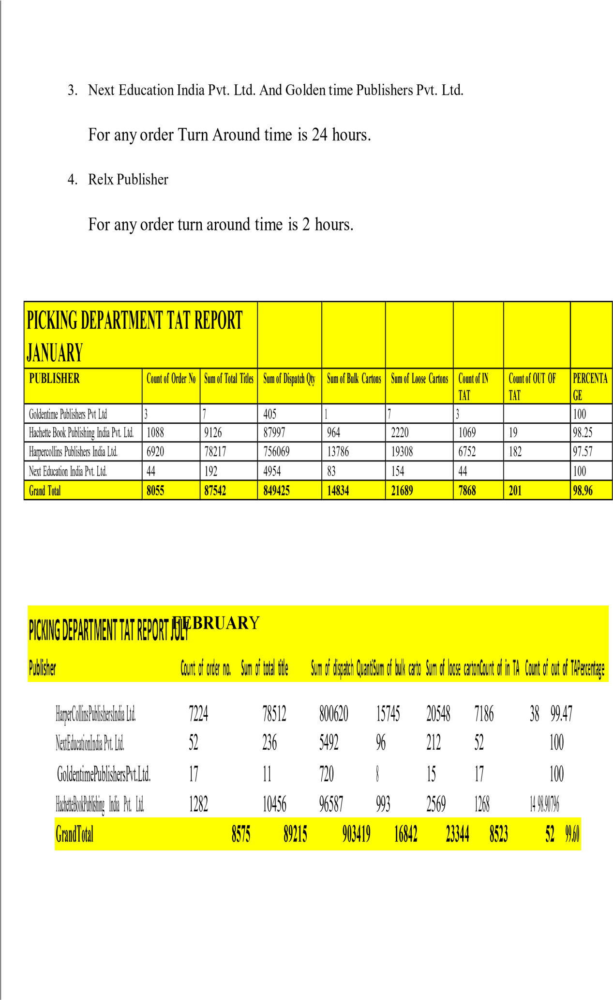 3. Next Education India Pvt. Ltd. And Golden time Publishers Pvt. Ltd.
For any order Turn Around time is 24 hours.
4. Relx Publisher
For any order turn around time is 2 hours.
PICKING DEPARTMENT TAT REPORT
JANUARY
PUBLISHER Count of Order No Sum of Total Titles Sum of Dispatch Qty Sum of Bulk Cartons Sum of Loose Cartons Count of IN TAT Count of OUT OF TAT PERCENTAGE
Goldentime Publishers Pvt Ltd 3 7 405 1 7 3 100
Hachette Book Publishing India Pvt. Ltd. 1088 9126 87997 964 2220 1069 19 98.25
Harpercollins Publishers India Ltd. 6920 78217 756069 13786 19308 6752 182 97.57
Next Education India Pvt. Ltd. 44 192 4954 83 154 44 100
Grand Total 8055 87542 849425 14834 21689 7868 201 98.96
PICKING DEPARTMENT TAT REPORT JULY FEBRUARY
Publisher Count of order no. Sum of total title Sum of dispatch Quanti Sum of bulk carto Sum of loose carton Count of in TA Count of out of TA Percentage
HarperCollinsPublishersIndia Ltd. 7224 78512 800620 15745 20548 7186 38 99.47
NextEducationIndia Pvt. Ltd. 52 236 5492 96 212 52 100
GoldentimePublishersPvt.Ltd. 17 11 720 8 15 17 100
HachetteBookPublishing India Pvt. Ltd. 1282 10456 96587 993 2569 1268 14 98.90796
GrandTotal 8575 89215 903419 16842 23344 8523 52 99.60